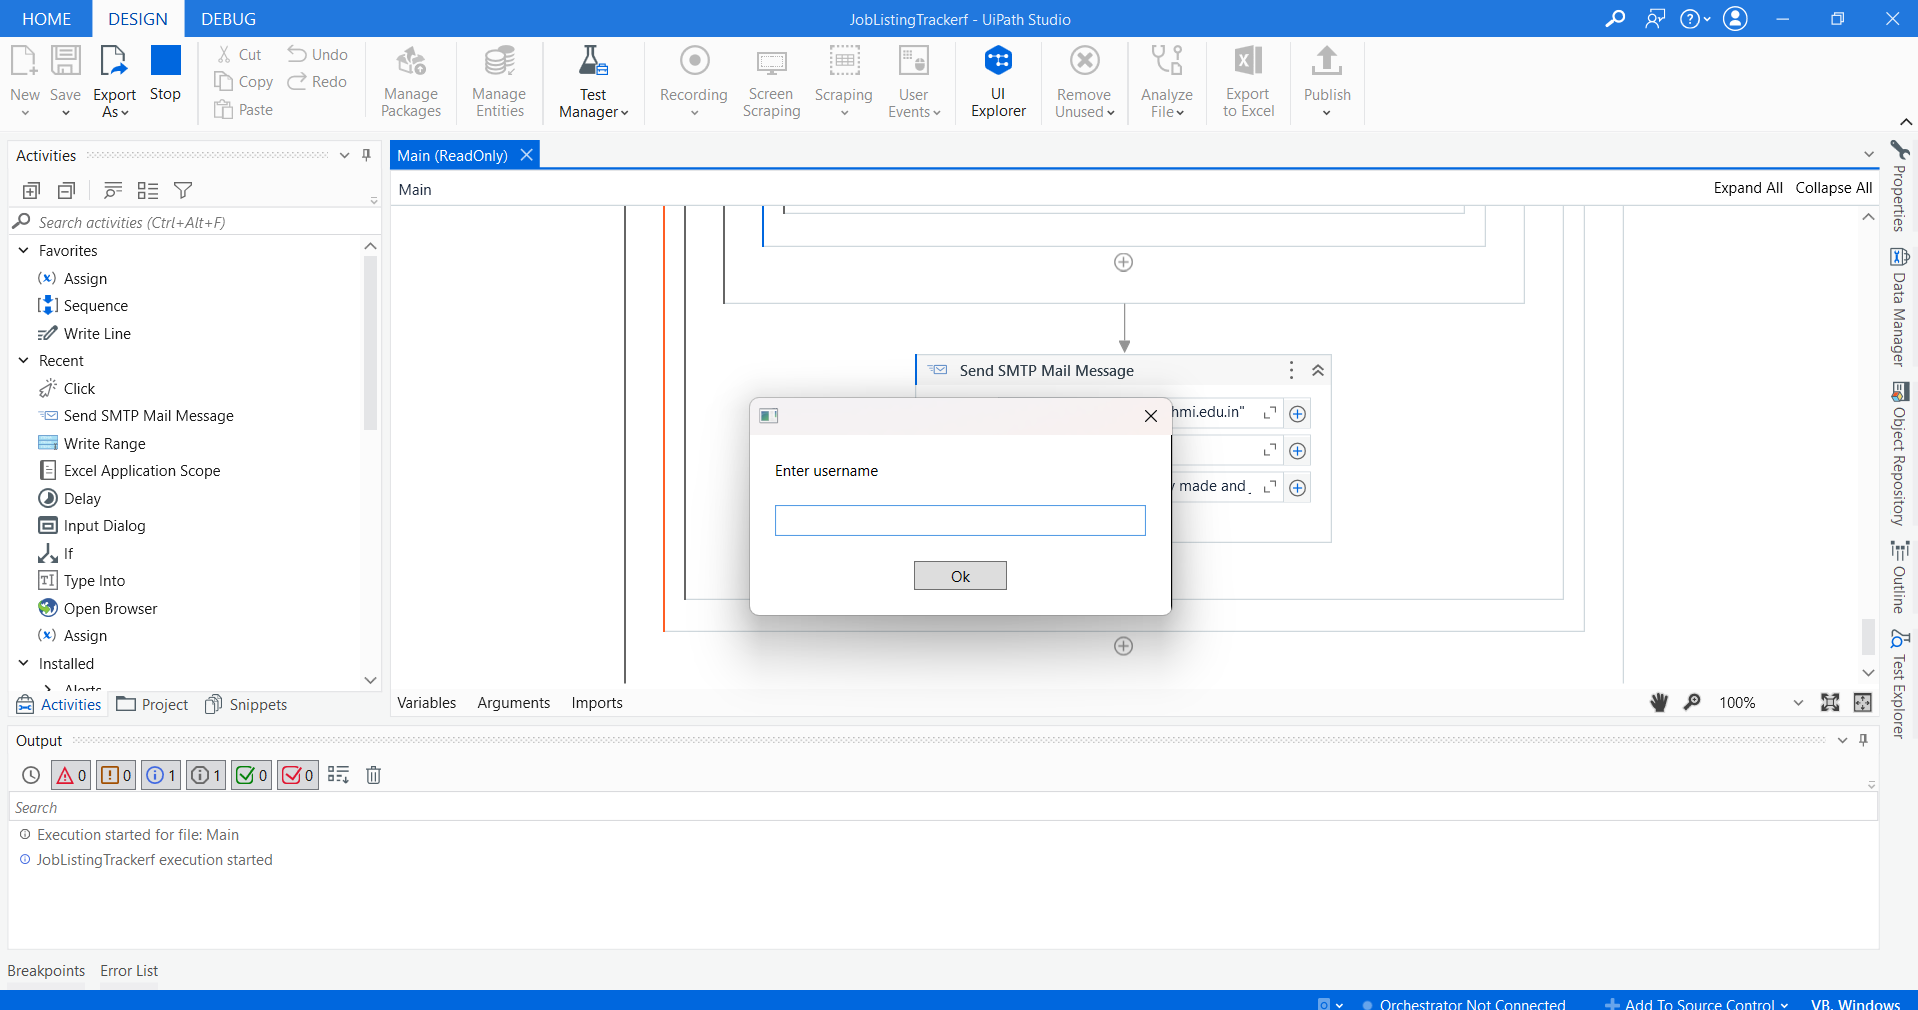 HOME DESIGN DEBUG JobListingTrackerf - UiPath Studio
New Save Export As Stop Cut Copy Paste Undo Redo Manage Packages Manage Entities Test Manager Recording Screen Scraping Scraping User Events UI Explorer Remove Unused Analyze File Export to Excel Publish
Activities
Search activities (Ctrl+Alt+F)
Favorites
Assign
Sequence
Write Line
Recent
Click
Send SMTP Mail Message
Write Range
Excel Application Scope
Delay
Input Dialog
If
Type Into
Open Browser
Assign
Installed
Alerts
Activities Project Snippets
Main (ReadOnly)
Main Expand All Collapse All
Send SMTP Mail Message
hmi.edu.in"
made and
Enter username
Ok
Variables Arguments Imports 100%
Properties
Data Manager
Object Repository
Outline
Test Explorer
Output
0 0 1 1 0 0
Search
Execution started for file: Main
JobListingTrackerf execution started
Breakpoints Error List
Orchestrator Not Connected Add To Source Control VB, Windows